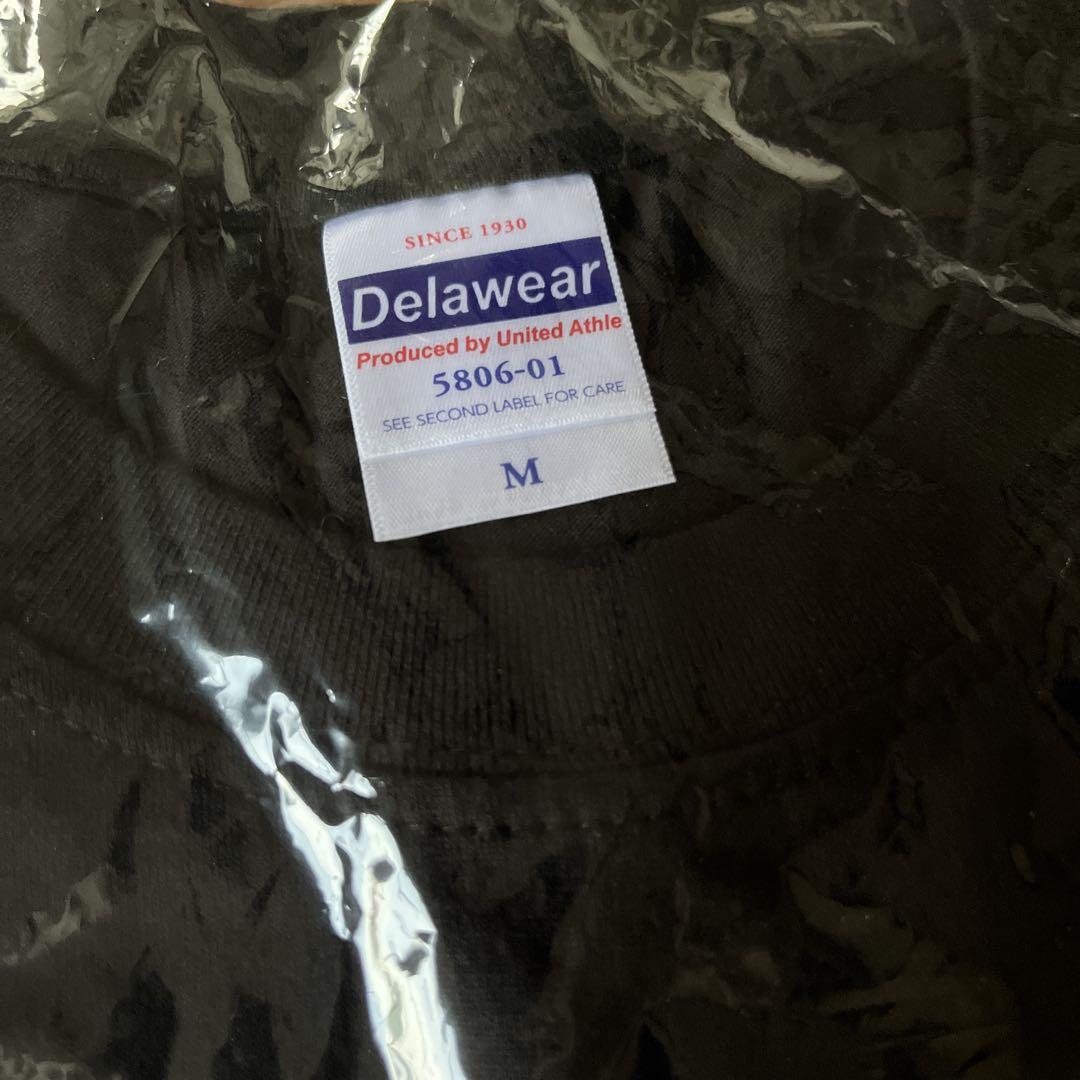 SINCE 1930
Delawear
Produced by United Athle
5806-01
SEE SECOND LABEL FOR CARE
M